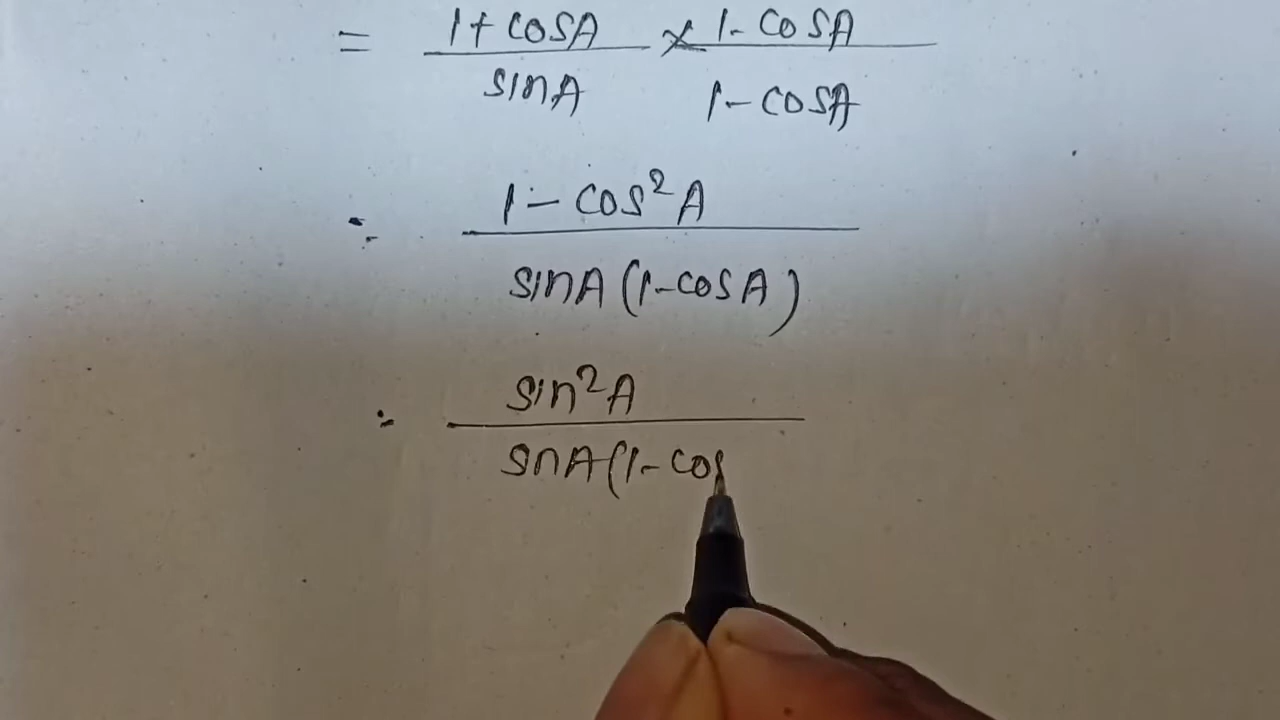 = 1+cosA × 1-cosA
sinA 1-cosA
= 1-cos²A
sinA(1-cosA)
= sin²A
sinA(1-cos